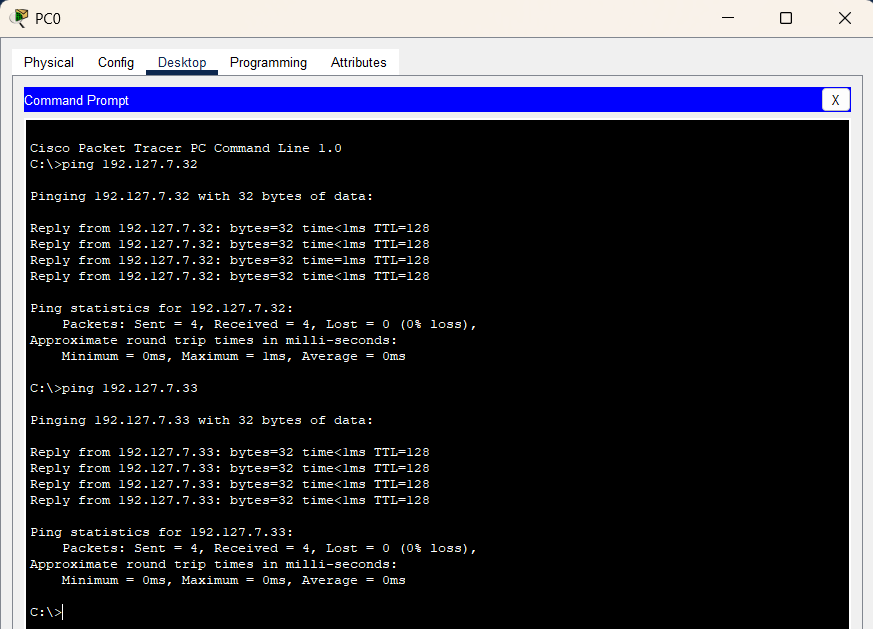 PC0
Physical Config Desktop Programming Attributes
Command Prompt
X
Cisco Packet Tracer PC Command Line 1.0
C:\>ping 192.127.7.32
Pinging 192.127.7.32 with 32 bytes of data:
Reply from 192.127.7.32: bytes=32 time<1ms TTL=128
Reply from 192.127.7.32: bytes=32 time<1ms TTL=128
Reply from 192.127.7.32: bytes=32 time=1ms TTL=128
Reply from 192.127.7.32: bytes=32 time<1ms TTL=128
Ping statistics for 192.127.7.32:
Packets: Sent = 4, Received = 4, Lost = 0 (0% loss),
Approximate round trip times in milli-seconds:
Minimum = 0ms, Maximum = 1ms, Average = 0ms
C:\>ping 192.127.7.33
Pinging 192.127.7.33 with 32 bytes of data:
Reply from 192.127.7.33: bytes=32 time<1ms TTL=128
Reply from 192.127.7.33: bytes=32 time<1ms TTL=128
Reply from 192.127.7.33: bytes=32 time<1ms TTL=128
Reply from 192.127.7.33: bytes=32 time<1ms TTL=128
Ping statistics for 192.127.7.33:
Packets: Sent = 4, Received = 4, Lost = 0 (0% loss),
Approximate round trip times in milli-seconds:
Minimum = 0ms, Maximum = 0ms, Average = 0ms
C:\>